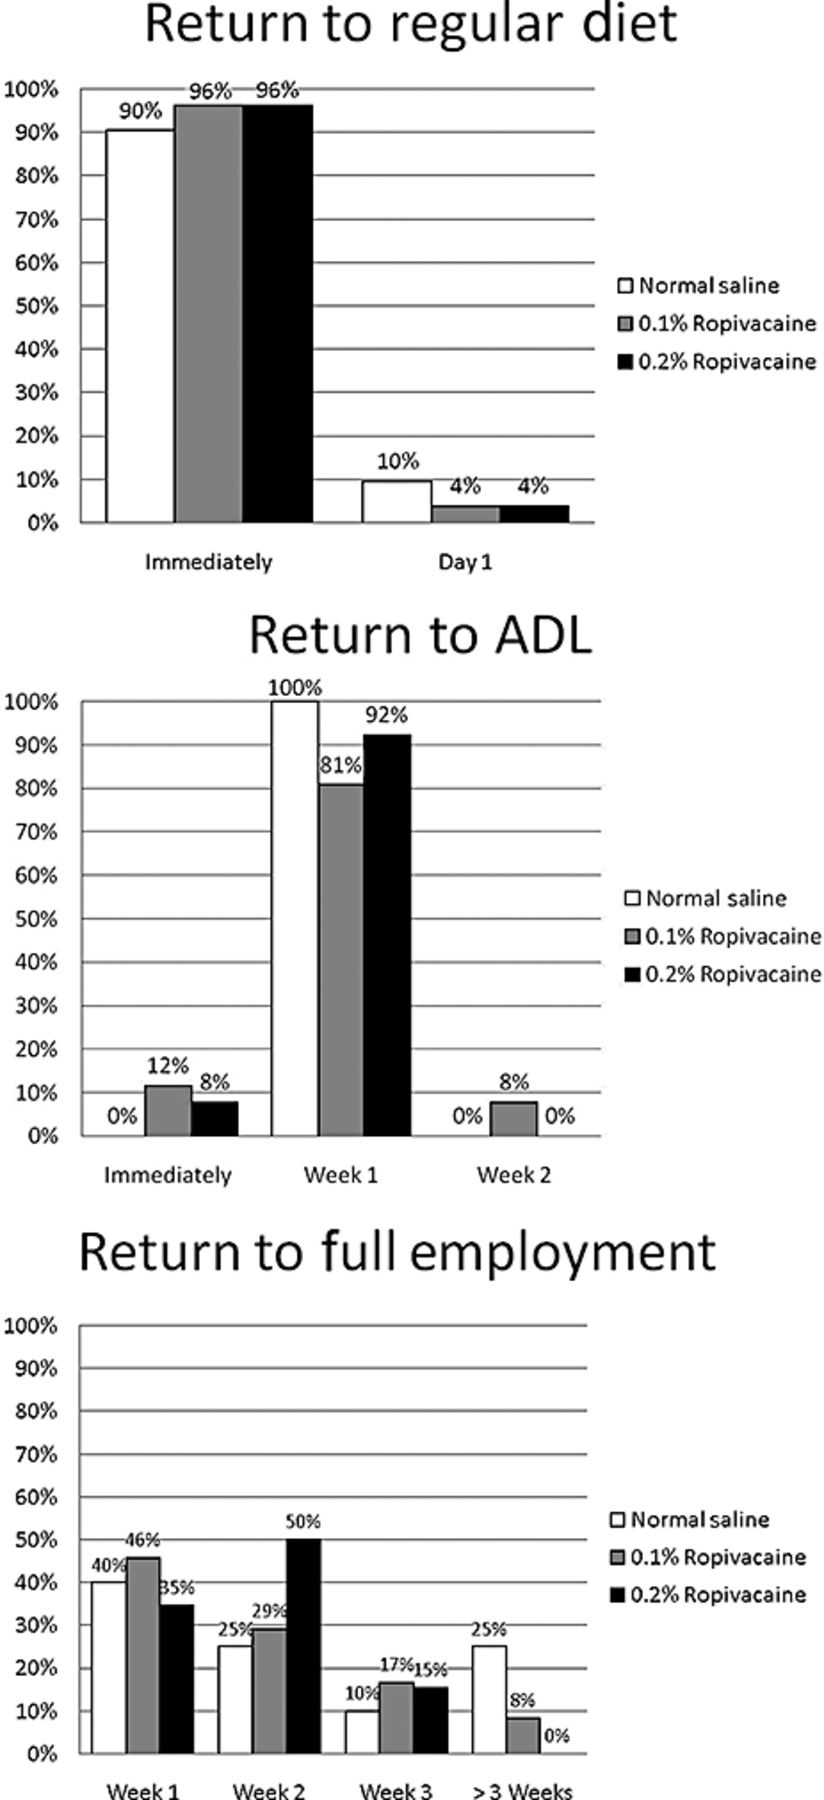 Return to regular diet
100%
90%
80%
70%
60%
50%
40%
30%
20%
10%
0%
90%
96%
96%
10%
4%
4%
Immediately
Day 1
Normal saline
0.1% Ropivacaine
0.2% Ropivacaine
Return to ADL
100%
90%
80%
70%
60%
50%
40%
30%
20%
10%
0%
0%
12%
8%
100%
81%
92%
0%
8%
0%
Immediately
Week 1
Week 2
Normal saline
0.1% Ropivacaine
0.2% Ropivacaine
Return to full employment
100%
90%
80%
70%
60%
50%
40%
30%
20%
10%
0%
40%
46%
35%
25%
29%
50%
10%
17%
15%
25%
8%
0%
Week 1
Week 2
Week 3
> 3 Weeks
Normal saline
0.1% Ropivacaine
0.2% Ropivacaine